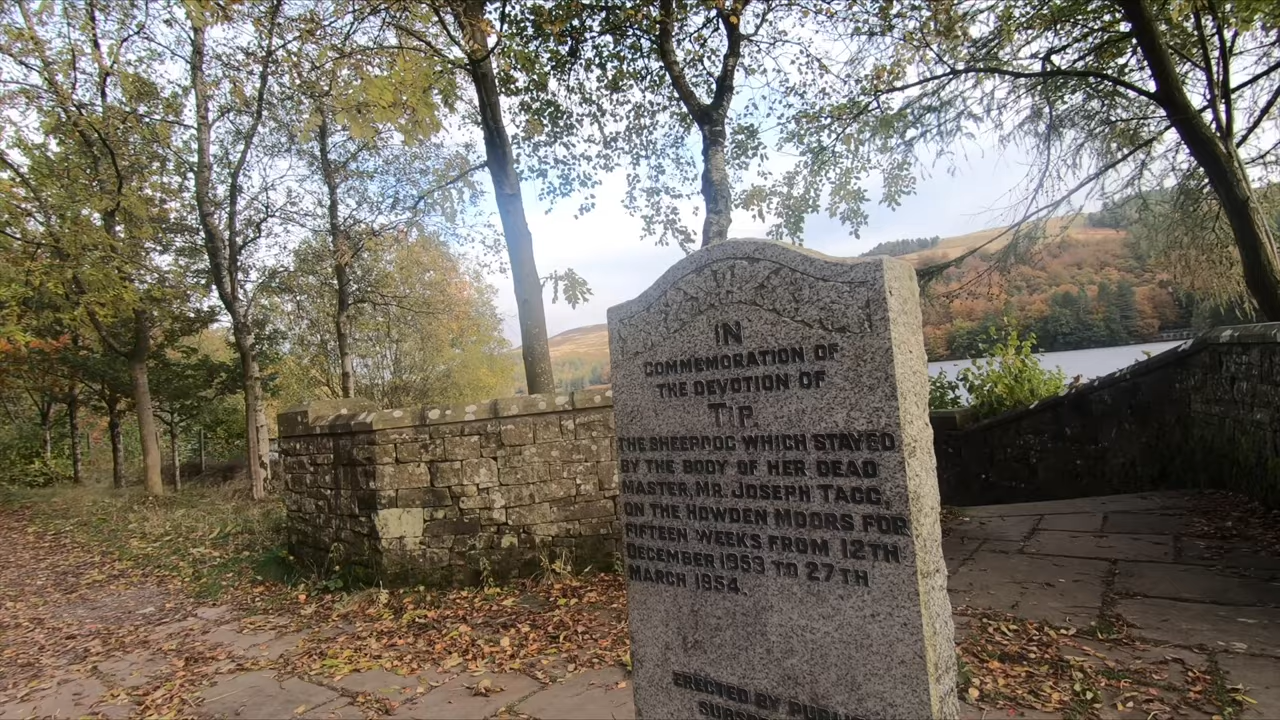 IN
COMMEMORATION OF
THE DEVOTION OF
TIP.
THE SHEEPDOG WHICH STAYED
BY THE BODY OF HER DEAD
MASTER, MR. JOSEPH TAGG,
ON THE HOWDEN MOORS FOR
FIFTEEN WEEKS FROM 12TH
DECEMBER 1953 TO 27TH
MARCH 1954.
ERECTED BY